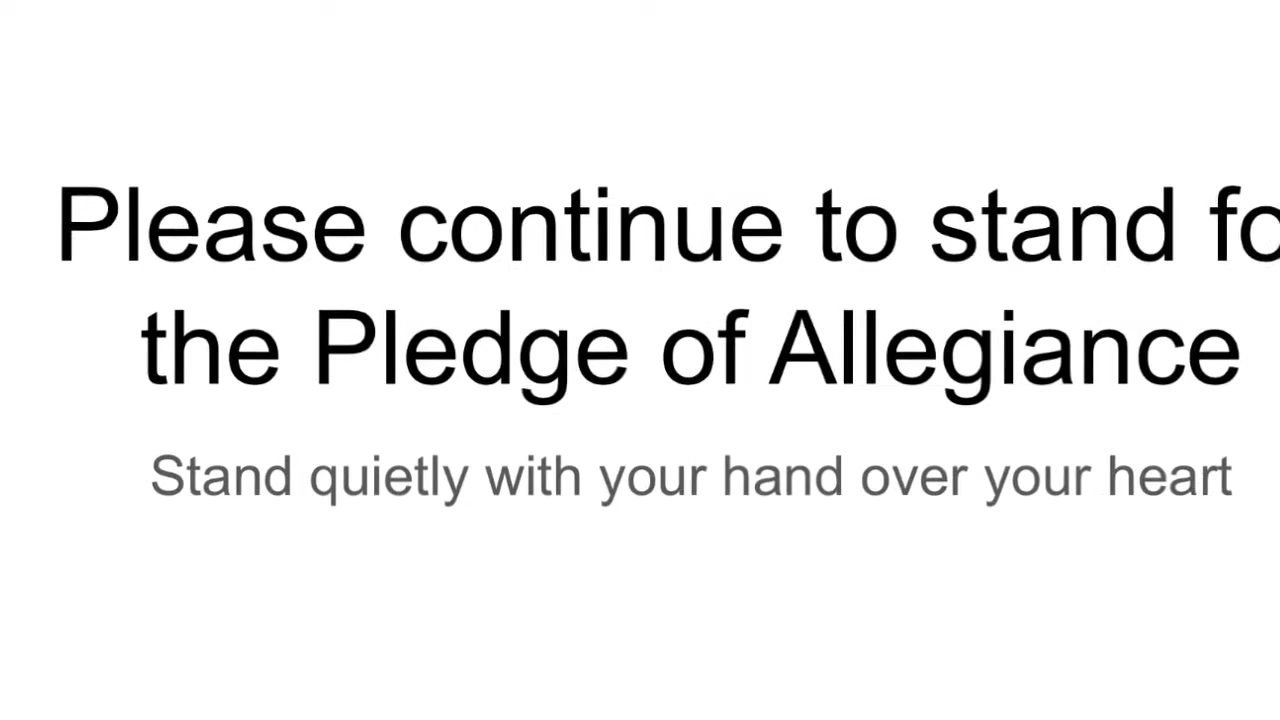 Please continue to stand fo
the Pledge of Allegiance
Stand quietly with your hand over your heart